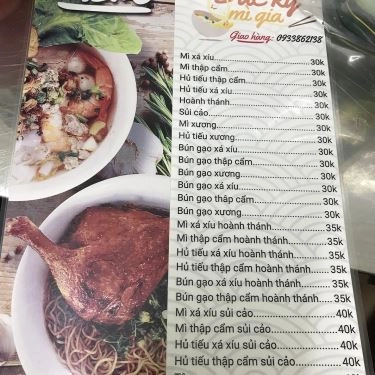 Ký
mì gia
Giao hàng: 0933862138
Mì xá xíu 30k
Mì thập cẩm 30k
Hủ tiếu thập cẩm 30k
Hủ tiếu xá xíu 30k
Hoành thánh 30k
Sủi cảo 30k
Mì xương 30k
Hủ tiếu xương 30k
Bún gạo xá xíu 30k
Bún gạo thập cẩm 30k
Bún gạo xương 30k
Bún gạo xá xíu 30k
Bún gạo thập cẩm 30k
Bún gạo xương 30k
Mì xá xíu hoành thánh 35k
Mì thập cẩm hoành thánh 35k
Hủ tiếu xá xíu hoành thánh 35k
Hủ tiếu thập cẩm hoành thánh 35k
Bún gạo xá xíu hoành thánh 35k
Bún gạo thập cẩm hoành thánh 35k
Mì xá xíu sủi cảo 40k
Mì thập cẩm sủi cảo 40k
Hủ tiếu xá xíu sủi cảo 40k
Hủ tiếu thập cẩm sủi cảo 40k